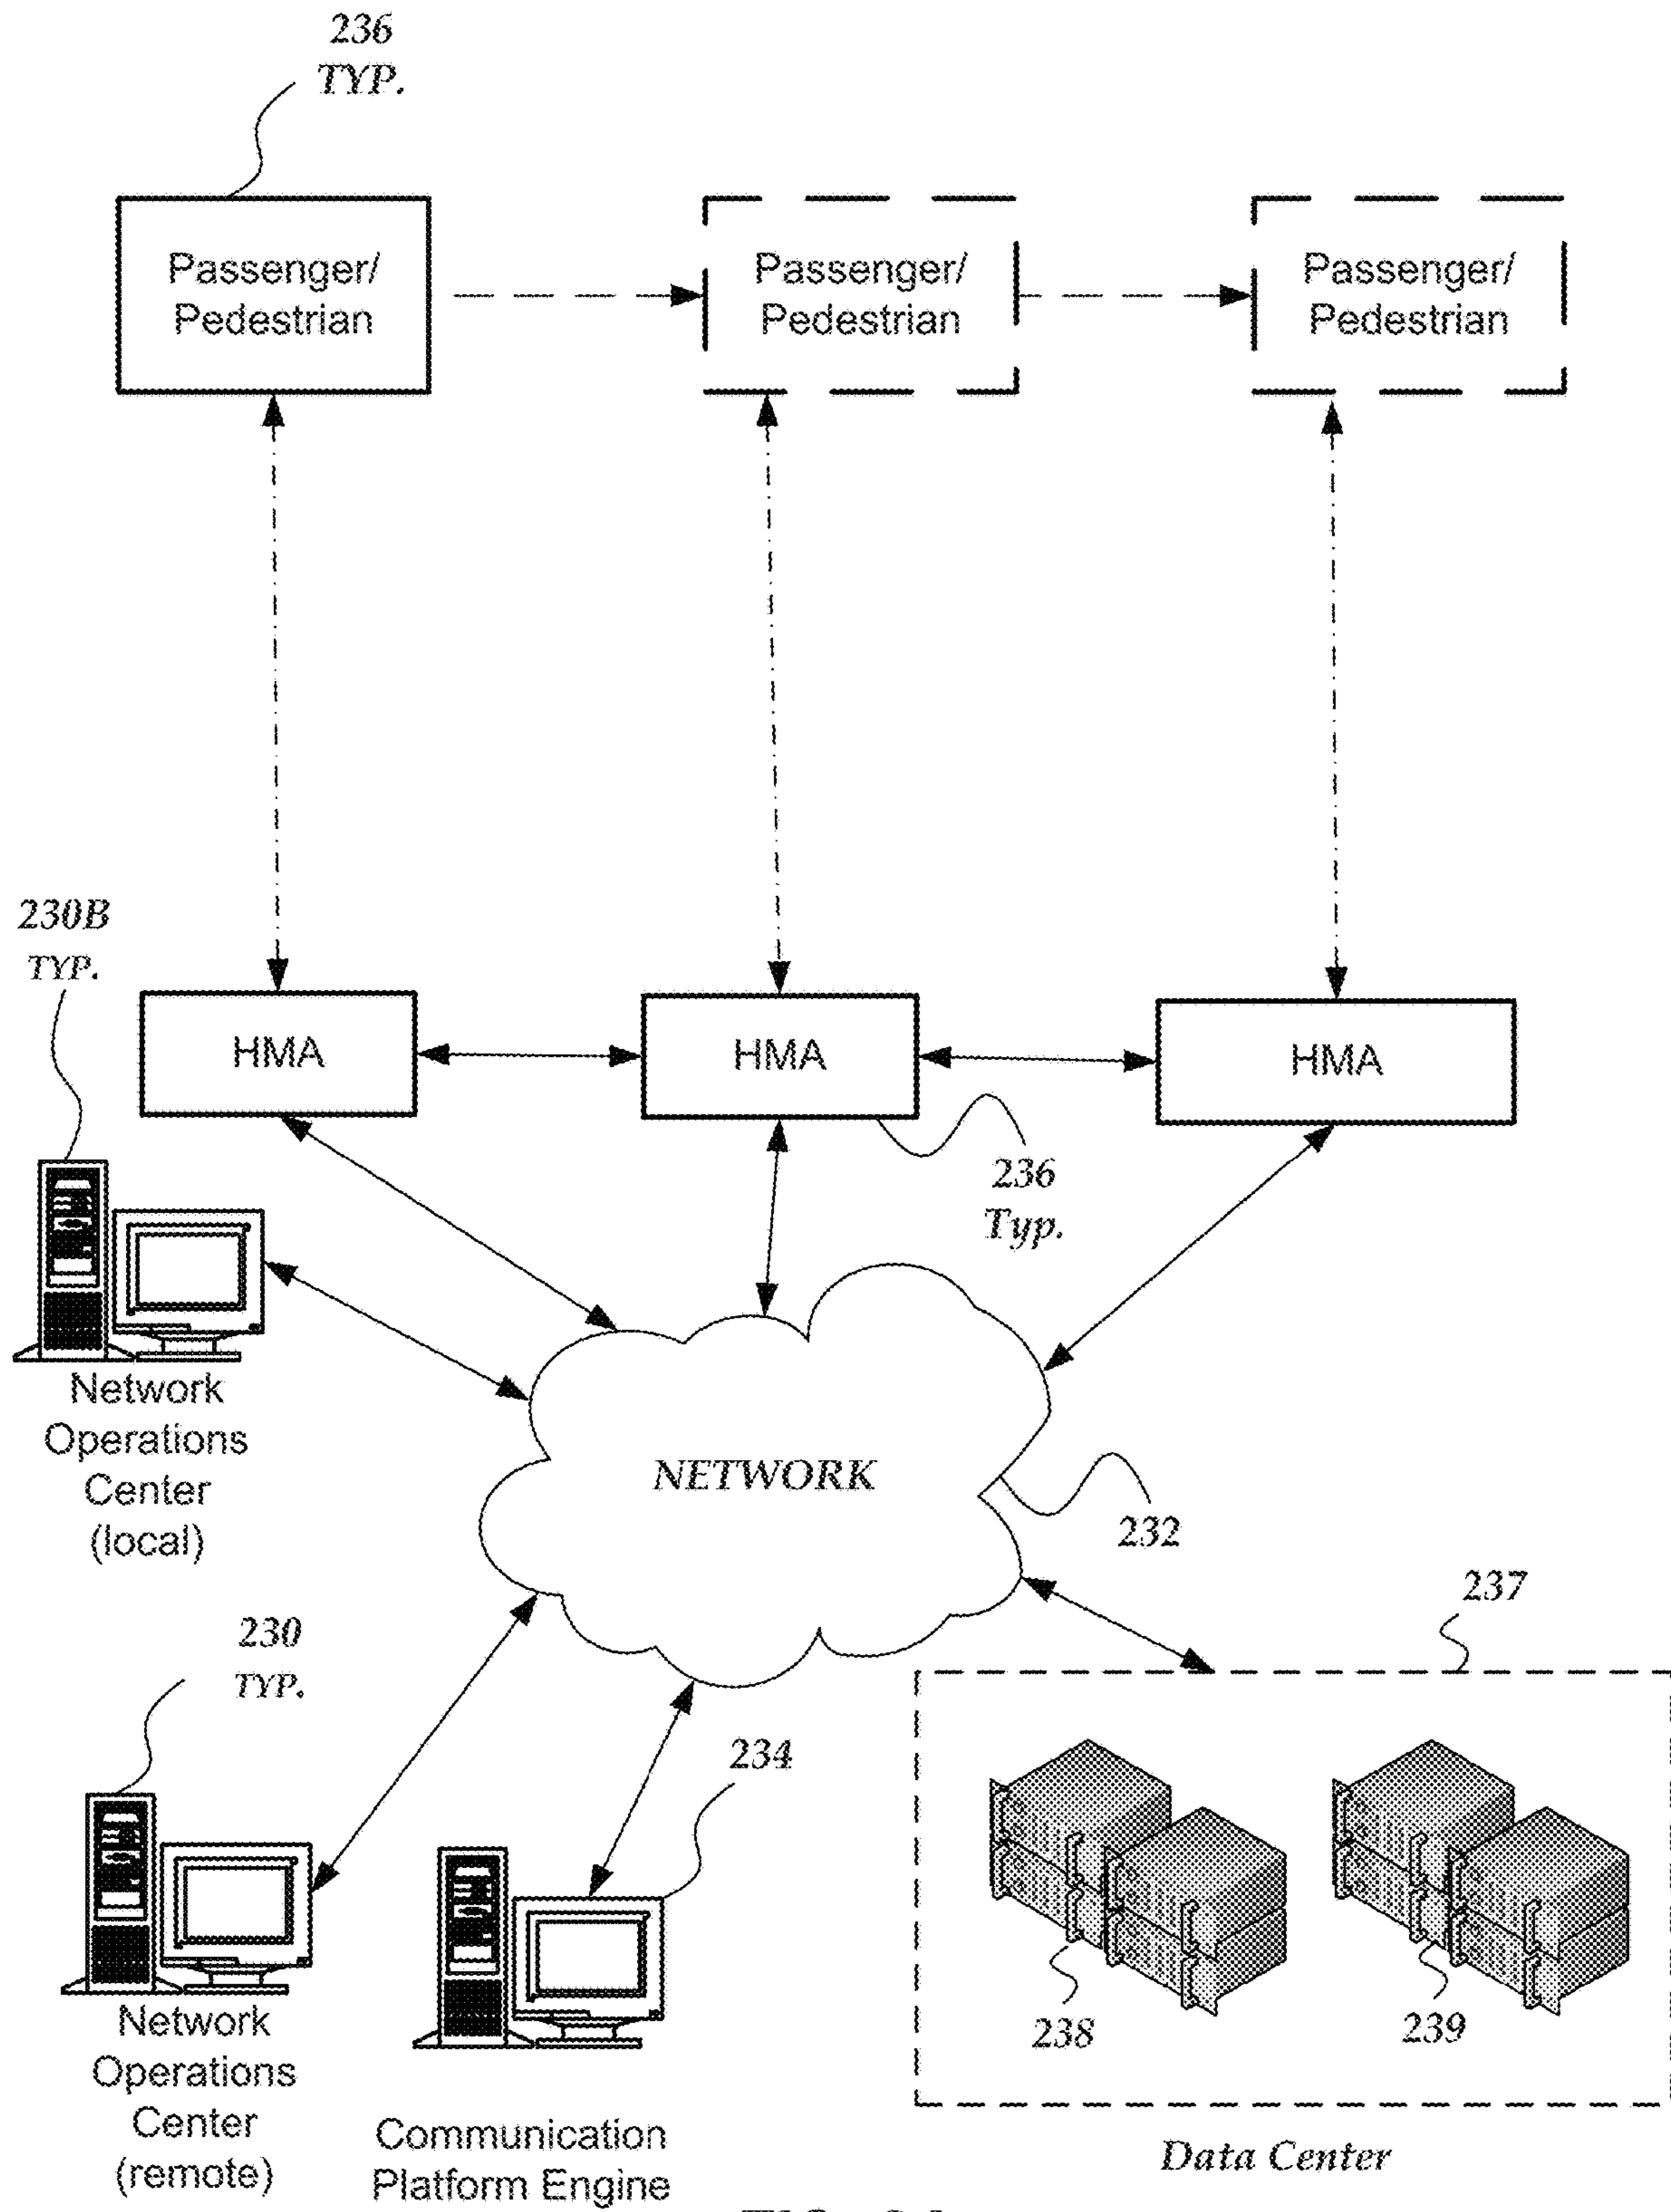 236
TYP.
Passenger/
Pedestrian
Passenger/
Pedestrian
Passenger/
Pedestrian
230B
TYP.
HMA
HMA
HMA
236
Typ.
Network
Operations
Center
(local)
NETWORK
232
237
230
TYP.
234
238
239
Network
Operations
Center
(remote)
Communication
Platform Engine
Data Center